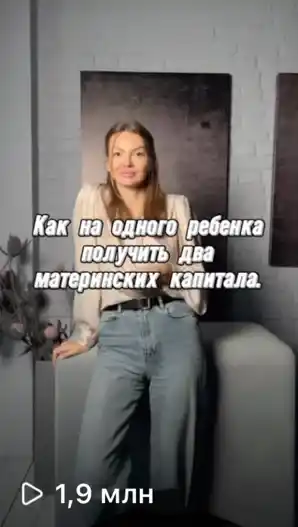 Как на одного ребенка
получить два
материнских капитала.
1,9 млн